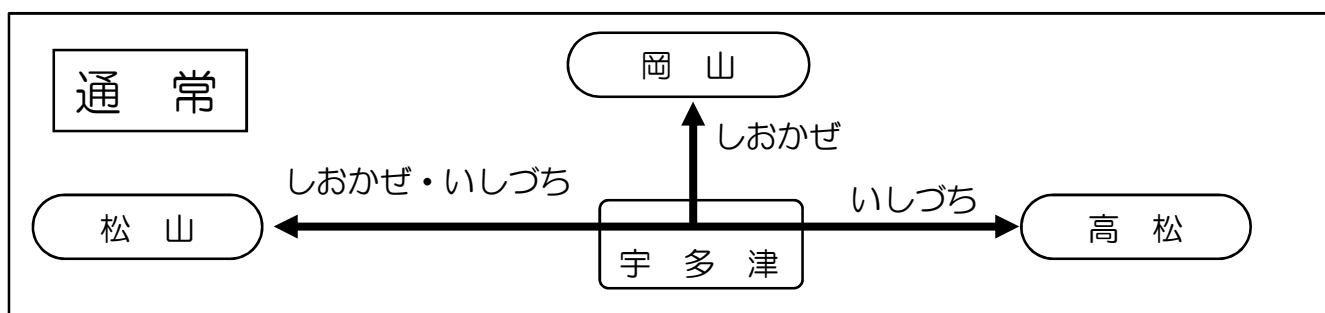 通 常
岡 山
しおかぜ
しおかぜ・いしづち
いしづち
松 山
高 松
宇 多 津